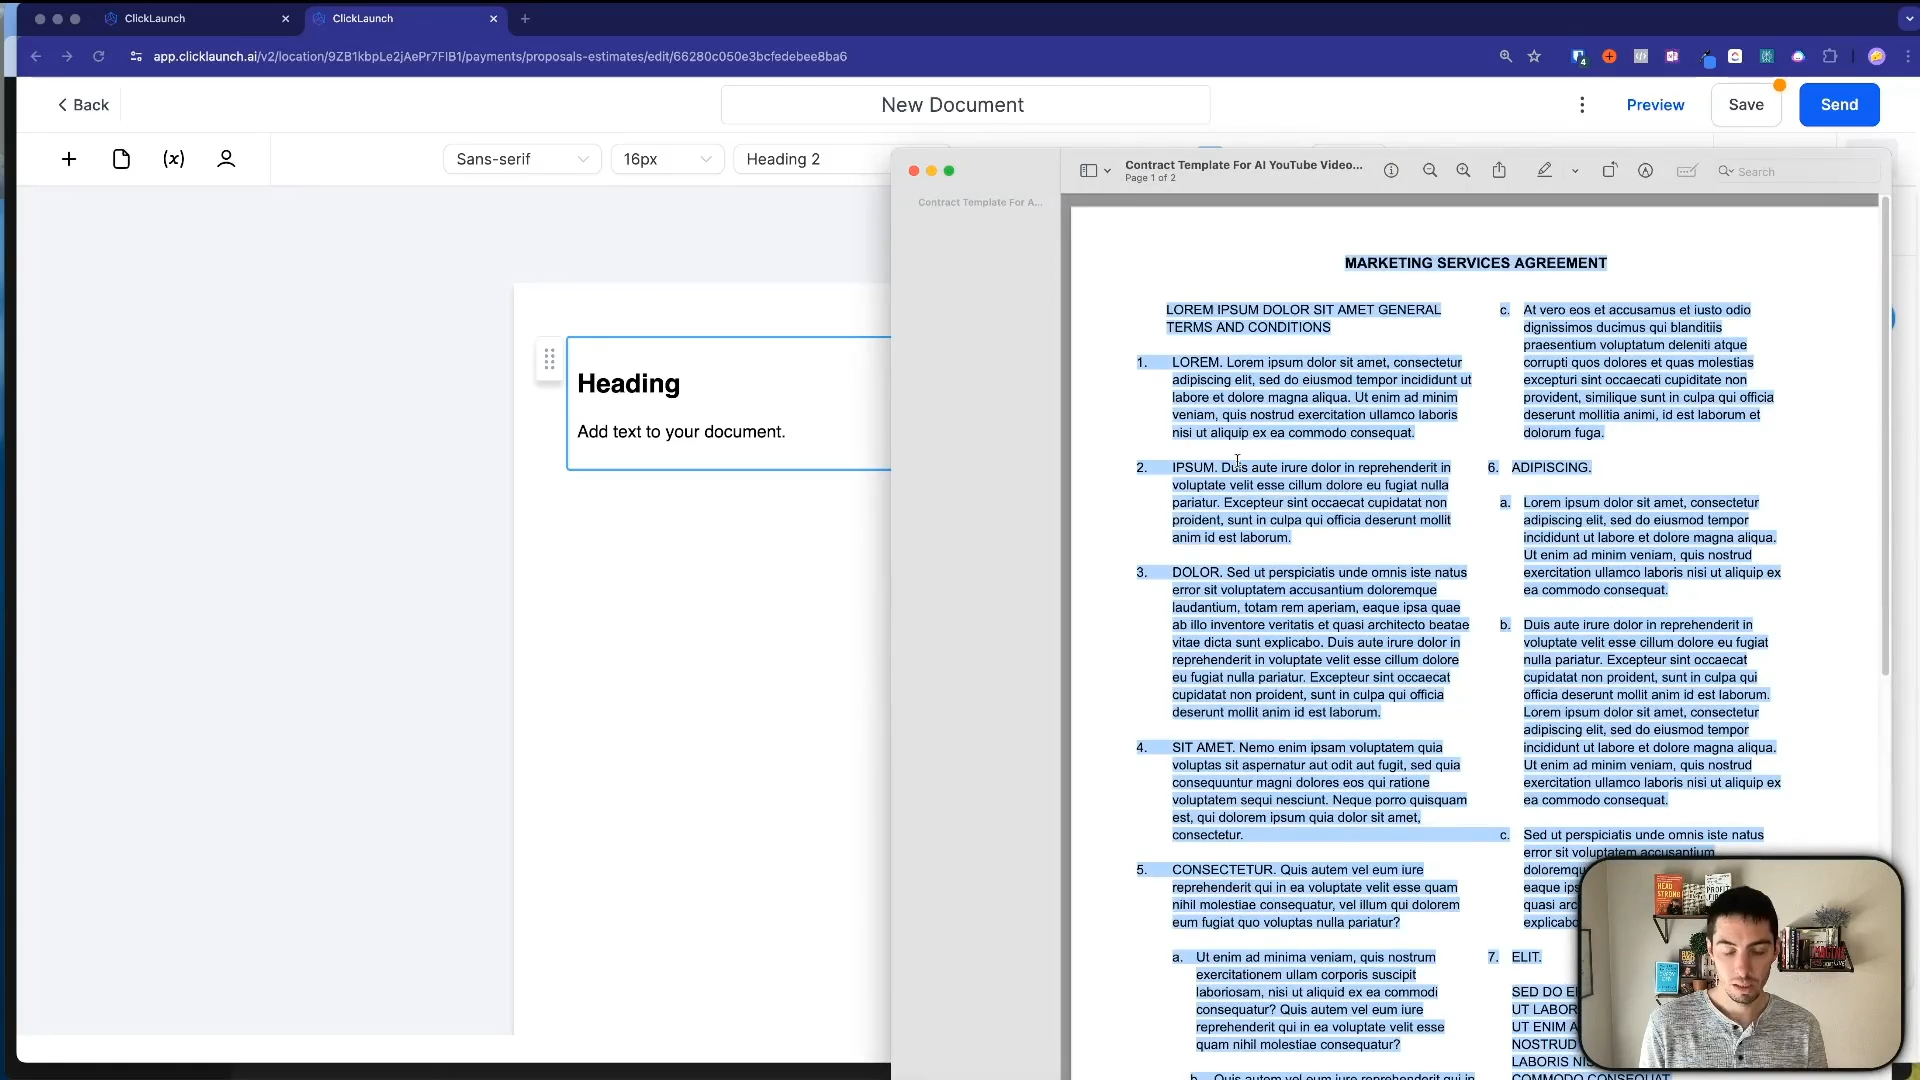 ClickLaunch
ClickLaunch
app.clicklaunch.ai/v2/location/9ZB1kbpLe2jAePr7FIB1/payments/proposals-estimates/edit/66280c050e3bcfedebee8ba6
Back
New Document
Preview
Save
Send
(x)
Sans-serif
16px
Heading 2
Heading
Add text to your document.
Contract Template For AI YouTube Video...
Page 1 of 2
Search
Contract Template For A...
MARKETING SERVICES AGREEMENT
LOREM IPSUM DOLOR SIT AMET GENERAL
TERMS AND CONDITIONS
1. LOREM. Lorem ipsum dolor sit amet, consectetur
adipiscing elit, sed do eiusmod tempor incididunt ut
labore et dolore magna aliqua. Ut enim ad minim
veniam, quis nostrud exercitation ullamco laboris
nisi ut aliquip ex ea commodo consequat.
2. IPSUM. Duis aute irure dolor in reprehenderit in
voluptate velit esse cillum dolore eu fugiat nulla
pariatur. Excepteur sint occaecat cupidatat non
proident, sunt in culpa qui officia deserunt mollit
anim id est laborum.
3. DOLOR. Sed ut perspiciatis unde omnis iste natus
error sit voluptatem accusantium doloremque
laudantium, totam rem aperiam, eaque ipsa quae
ab illo inventore veritatis et quasi architecto beatae
vitae dicta sunt explicabo. Duis aute irure dolor in
reprehenderit in voluptate velit esse cillum dolore
eu fugiat nulla pariatur. Excepteur sint occaecat
cupidatat non proident, sunt in culpa qui officia
deserunt mollit anim id est laborum.
4. SIT AMET. Nemo enim ipsam voluptatem quia
voluptas sit aspernatur aut odit aut fugit, sed quia
consequuntur magni dolores eos qui ratione
voluptatem sequi nesciunt. Neque porro quisquam
est, qui dolorem ipsum quia dolor sit amet,
consectetur.
5. CONSECTETUR. Quis autem vel eum iure
reprehenderit qui in ea voluptate velit esse quam
nihil molestiae consequatur, vel illum qui dolorem
eum fugiat quo voluptas nulla pariatur?
a. Ut enim ad minima veniam, quis nostrum
exercitationem ullam corporis suscipit
laboriosam, nisi ut aliquid ex ea commodi
consequatur? Quis autem vel eum iure
reprehenderit qui in ea voluptate velit esse
quam nihil molestiae consequatur?
b. Quis autem vel eum iure reprehenderit qui in
c. At vero eos et accusamus et iusto odio
dignissimos ducimus qui blanditiis
praesentium voluptatum deleniti atque
corrupti quos dolores et quas molestias
excepturi sint occaecati cupiditate non
provident, similique sunt in culpa qui officia
deserunt mollitia animi, id est laborum et
dolorum fuga.
6. ADIPISCING.
a. Lorem ipsum dolor sit amet, consectetur
adipiscing elit, sed do eiusmod tempor
incididunt ut labore et dolore magna aliqua.
Ut enim ad minim veniam, quis nostrud
exercitation ullamco laboris nisi ut aliquip ex
ea commodo consequat.
b. Duis aute irure dolor in reprehenderit in
voluptate velit esse cillum dolore eu fugiat
nulla pariatur. Excepteur sint occaecat
cupidatat non proident, sunt in culpa qui
officia deserunt mollit anim id est laborum.
Lorem ipsum dolor sit amet, consectetur
adipiscing elit, sed do eiusmod tempor
incididunt ut labore et dolore magna aliqua.
Ut enim ad minim veniam, quis nostrud
exercitation ullamco laboris nisi ut aliquip ex
ea commodo consequat.
c. Sed ut perspiciatis unde omnis iste natus
error sit voluptatem accusantium
doloremqu
eaque ips
quasi arc
explicabo
7. ELIT.
SED DO E
UT LABOR
UT ENIM A
NOSTRUD
LABORIS NIS
COMMODO CONSEQUAT
HEAD STRONG